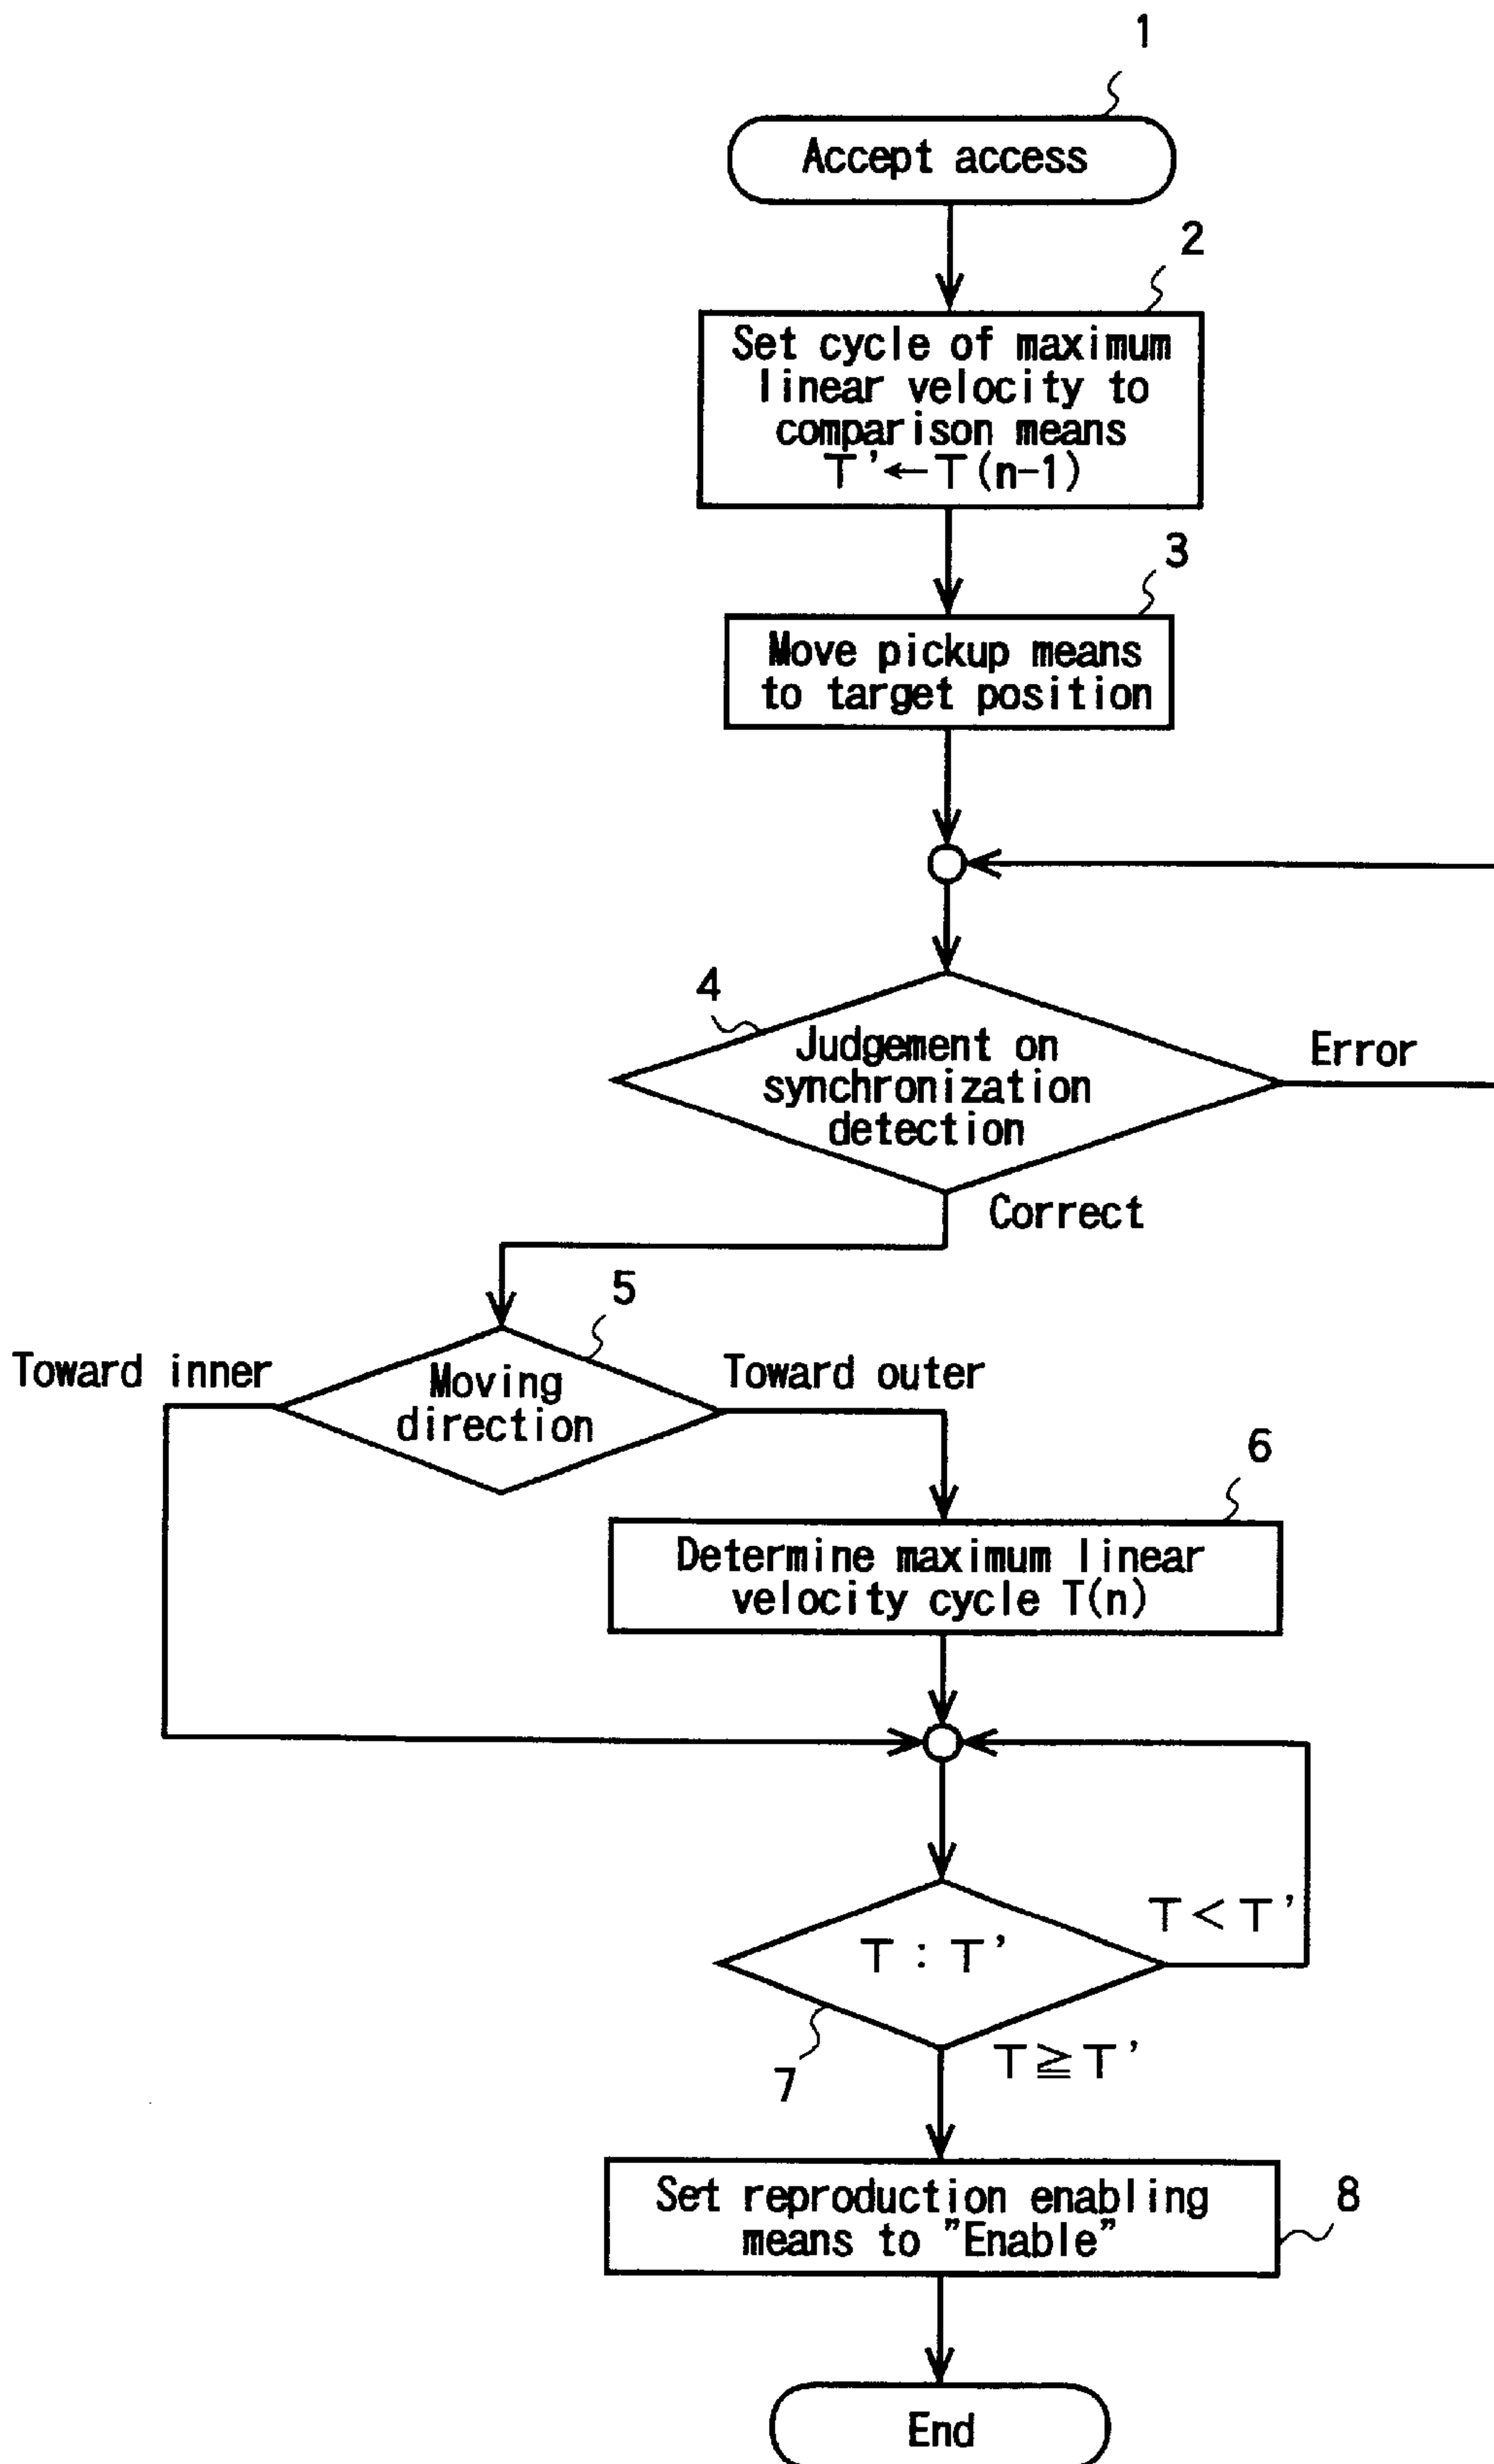 1
Accept access
2
Set cycle of maximum
linear velocity to
comparison means
T'←T(n-1)
3
Move pickup means
to target position
4
Judgement on
synchronization
detection
Error
Correct
5
Toward inner
Moving
direction
Toward outer
6
Determine maximum linear
velocity cycle T(n)
T<T'
T : T'
7
T≧T'
Set reproduction enabling
means to "Enable"
8
End